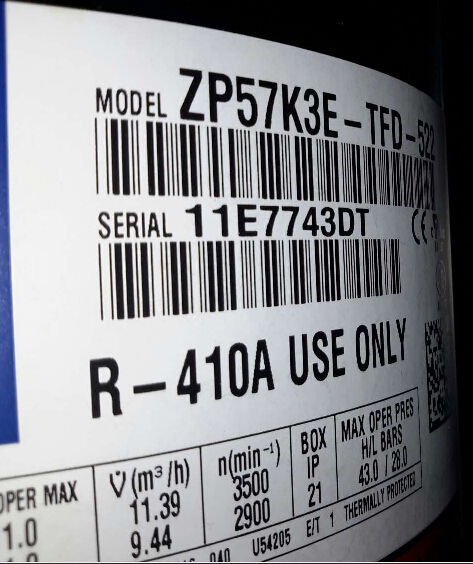 MODEL ZP57K3E-TFD-522
SERIAL 11E7743DT
CE
R-410A USE ONLY
OPER MAX V̇(m³/h) n(min⁻¹) BOX IP MAX OPER PRES H/L BARS
1.0 11.39 3500 21 43.0 / 28.0
9.44 2900
040 U54205 E/T 1 THERMALLY PROTECTED